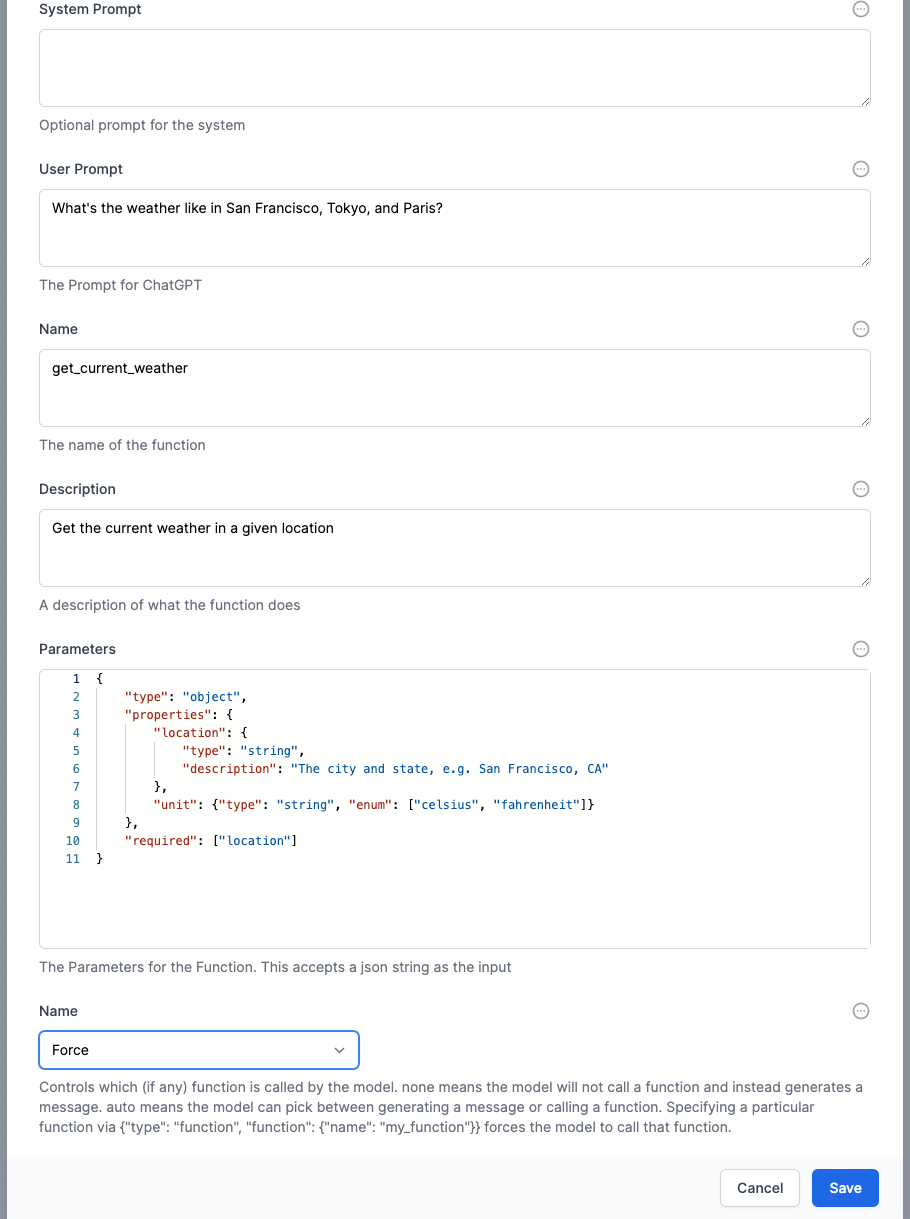 System Prompt
Optional prompt for the system
User Prompt
What's the weather like in San Francisco, Tokyo, and Paris?
The Prompt for ChatGPT
Name
get_current_weather
The name of the function
Description
Get the current weather in a given location
A description of what the function does
Parameters
1 {
2     "type": "object",
3     "properties": {
4         "location": {
5             "type": "string",
6             "description": "The city and state, e.g. San Francisco, CA"
7         },
8         "unit": {"type": "string", "enum": ["celsius", "fahrenheit"]}
9     },
10     "required": ["location"]
11 }
The Parameters for the Function. This accepts a json string as the input
Name
Force
Controls which (if any) function is called by the model. none means the model will not call a function and instead generates a
message. auto means the model can pick between generating a message or calling a function. Specifying a particular
function via {"type": "function", "function": {"name": "my_function"}} forces the model to call that function.
Cancel
Save